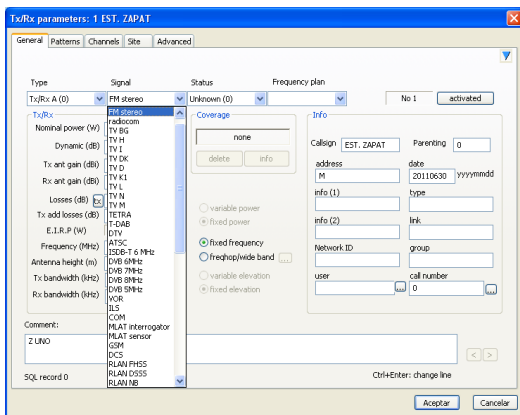 Tx/Rx parameters: 1 EST. ZAPAT
General Patterns Channels Site Advanced
Type Signal Status Frequency plan
Tx/Rx A (0) FM stereo Unknown (0) No 1 activated
Tx/Rx
Nominal power (W)
Dynamic (dB)
Tx ant gain (dBi)
Rx ant gain (dBi)
Losses (dB) tx
Tx add losses (dB)
E.I.R.P (W)
Frequency (MHz)
Antenna height (m)
Tx bandwidth (kHz)
Rx bandwidth (kHz)
FM stereo
radiocom
TV BG
TV H
TV I
TV DK
TV D
TV K1
TV L
TV N
TV M
TETRA
T-DAB
DTV
ATSC
ISDB-T 6 MHz
DVB 6MHz
DVB 7MHz
DVB 8MHz
DVB 5MHz
VOR
ILS
COM
MLAT interrogator
MLAT sensor
GSM
DCS
RLAN FHSS
RLAN DSSS
RLAN NB
Coverage
none
delete info
variable power
fixed power
fixed frequency
freqhop/wide band ...
variable elevation
fixed elevation
Info
Callsign EST. ZAPAT Parenting 0
address date
M 20110630 yyyymmdd
info (1) type
info (2) link
Network ID group
user call number
... 0 ...
Comment:
Z UNO
< >
SQL record 0
Ctrl+Enter: change line
Aceptar Cancelar